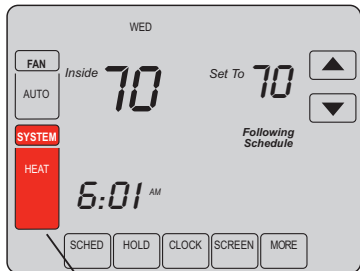 WED
FAN
AUTO
Inside 70
Set To 70
Following
Schedule
SYSTEM
HEAT
6:01 AM
SCHED HOLD CLOCK SCREEN MORE